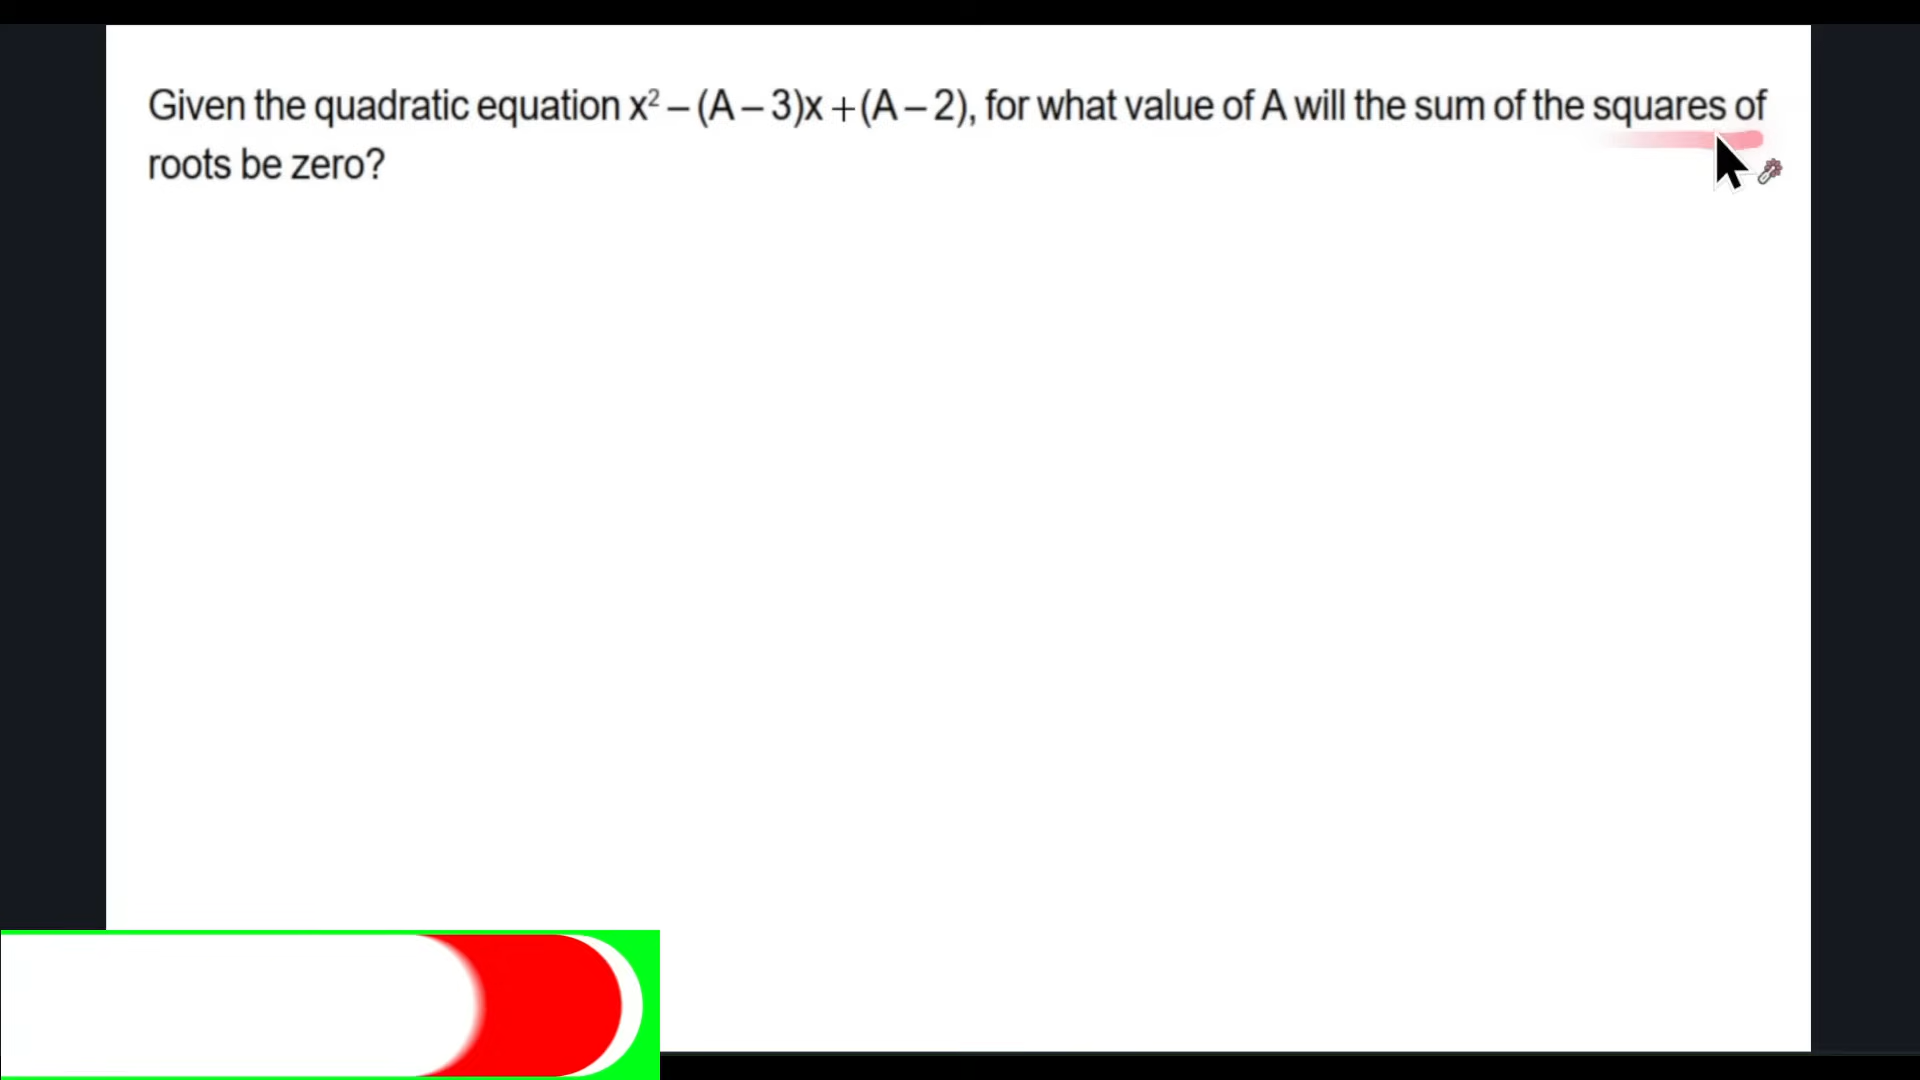 Given the quadratic equation x² – (A – 3)x + (A – 2), for what value of A will the sum of the squares of
roots be zero?